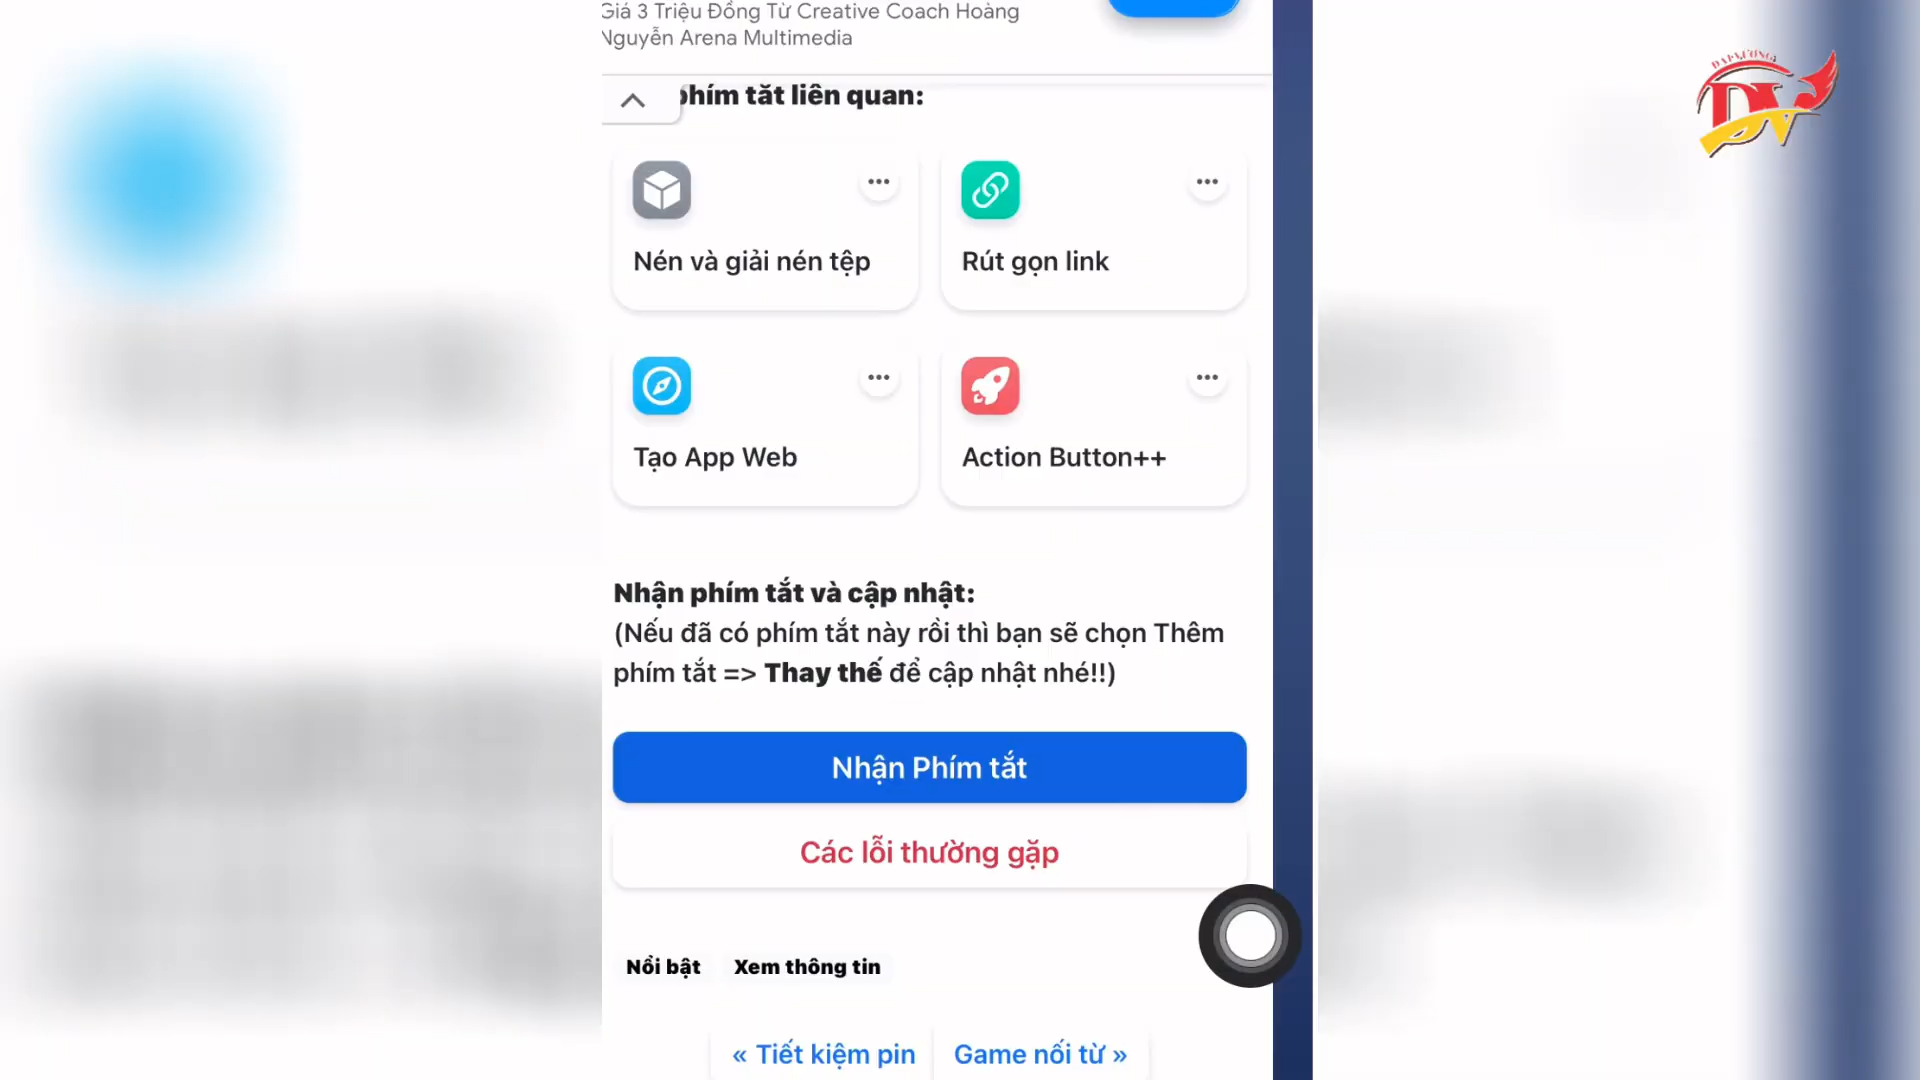 Giá 3 Triệu Đồng Từ Creative Coach Hoàng
Nguyễn Arena Multimedia
phím tắt liên quan:
Nén và giải nén tệp
Rút gọn link
Tạo App Web
Action Button++
Nhận phím tắt và cập nhật:
(Nếu đã có phím tắt này rồi thì bạn sẽ chọn Thêm
phím tắt => Thay thế để cập nhật nhé!!)
Nhận Phím tắt
Các lỗi thường gặp
Nổi bật
Xem thông tin
« Tiết kiệm pin
Game nối từ »
DV